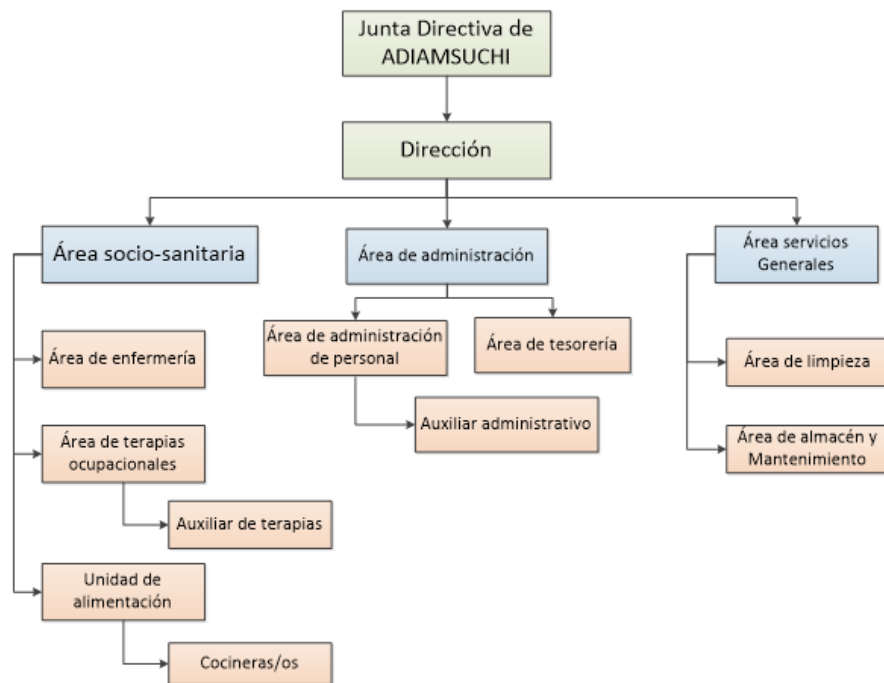 Junta Directiva de
ADIAMSUCHI
Dirección
Área socio-sanitaria
Área de administración
Área servicios
Generales
Área de enfermería
Área de administración
de personal
Área de tesorería
Área de limpieza
Auxiliar administrativo
Área de terapias
ocupacionales
Área de almacén y
Mantenimiento
Auxiliar de terapias
Unidad de
alimentación
Cocineras/os